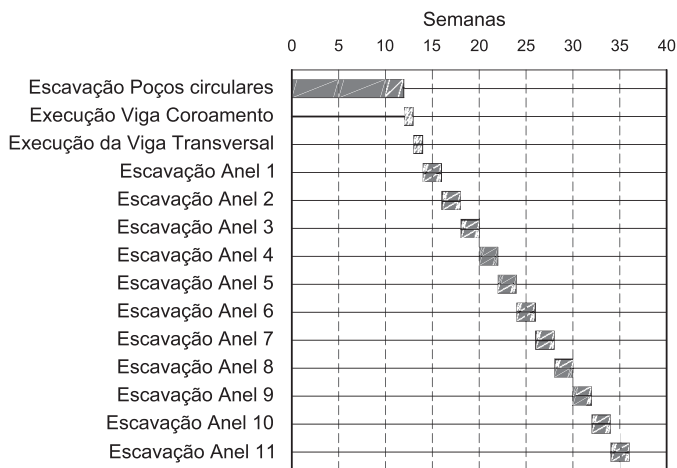 Semanas
0 5 10 15 20 25 30 35 40
Escavação Poços circulares
Execução Viga Coroamento
Execução da Viga Transversal
Escavação Anel 1
Escavação Anel 2
Escavação Anel 3
Escavação Anel 4
Escavação Anel 5
Escavação Anel 6
Escavação Anel 7
Escavação Anel 8
Escavação Anel 9
Escavação Anel 10
Escavação Anel 11